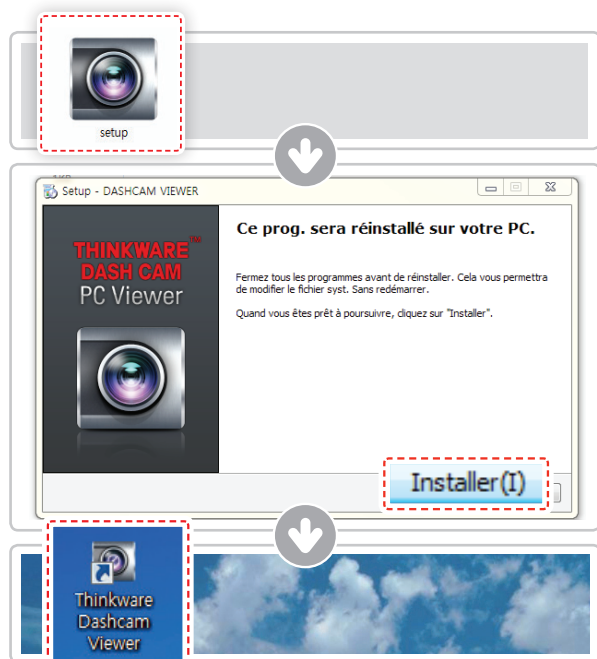 setup
Setup - DASHCAM VIEWER
THINKWARE™
DASH CAM
PC Viewer
Ce prog. sera réinstallé sur votre PC.
Fermez tous les programmes avant de réinstaller. Cela vous permettra
de modifier le fichier syst. Sans redémarrer.
Quand vous êtes prêt à poursuivre, cliquez sur "Installer".
Installer(I)
Thinkware
Dashcam
Viewer